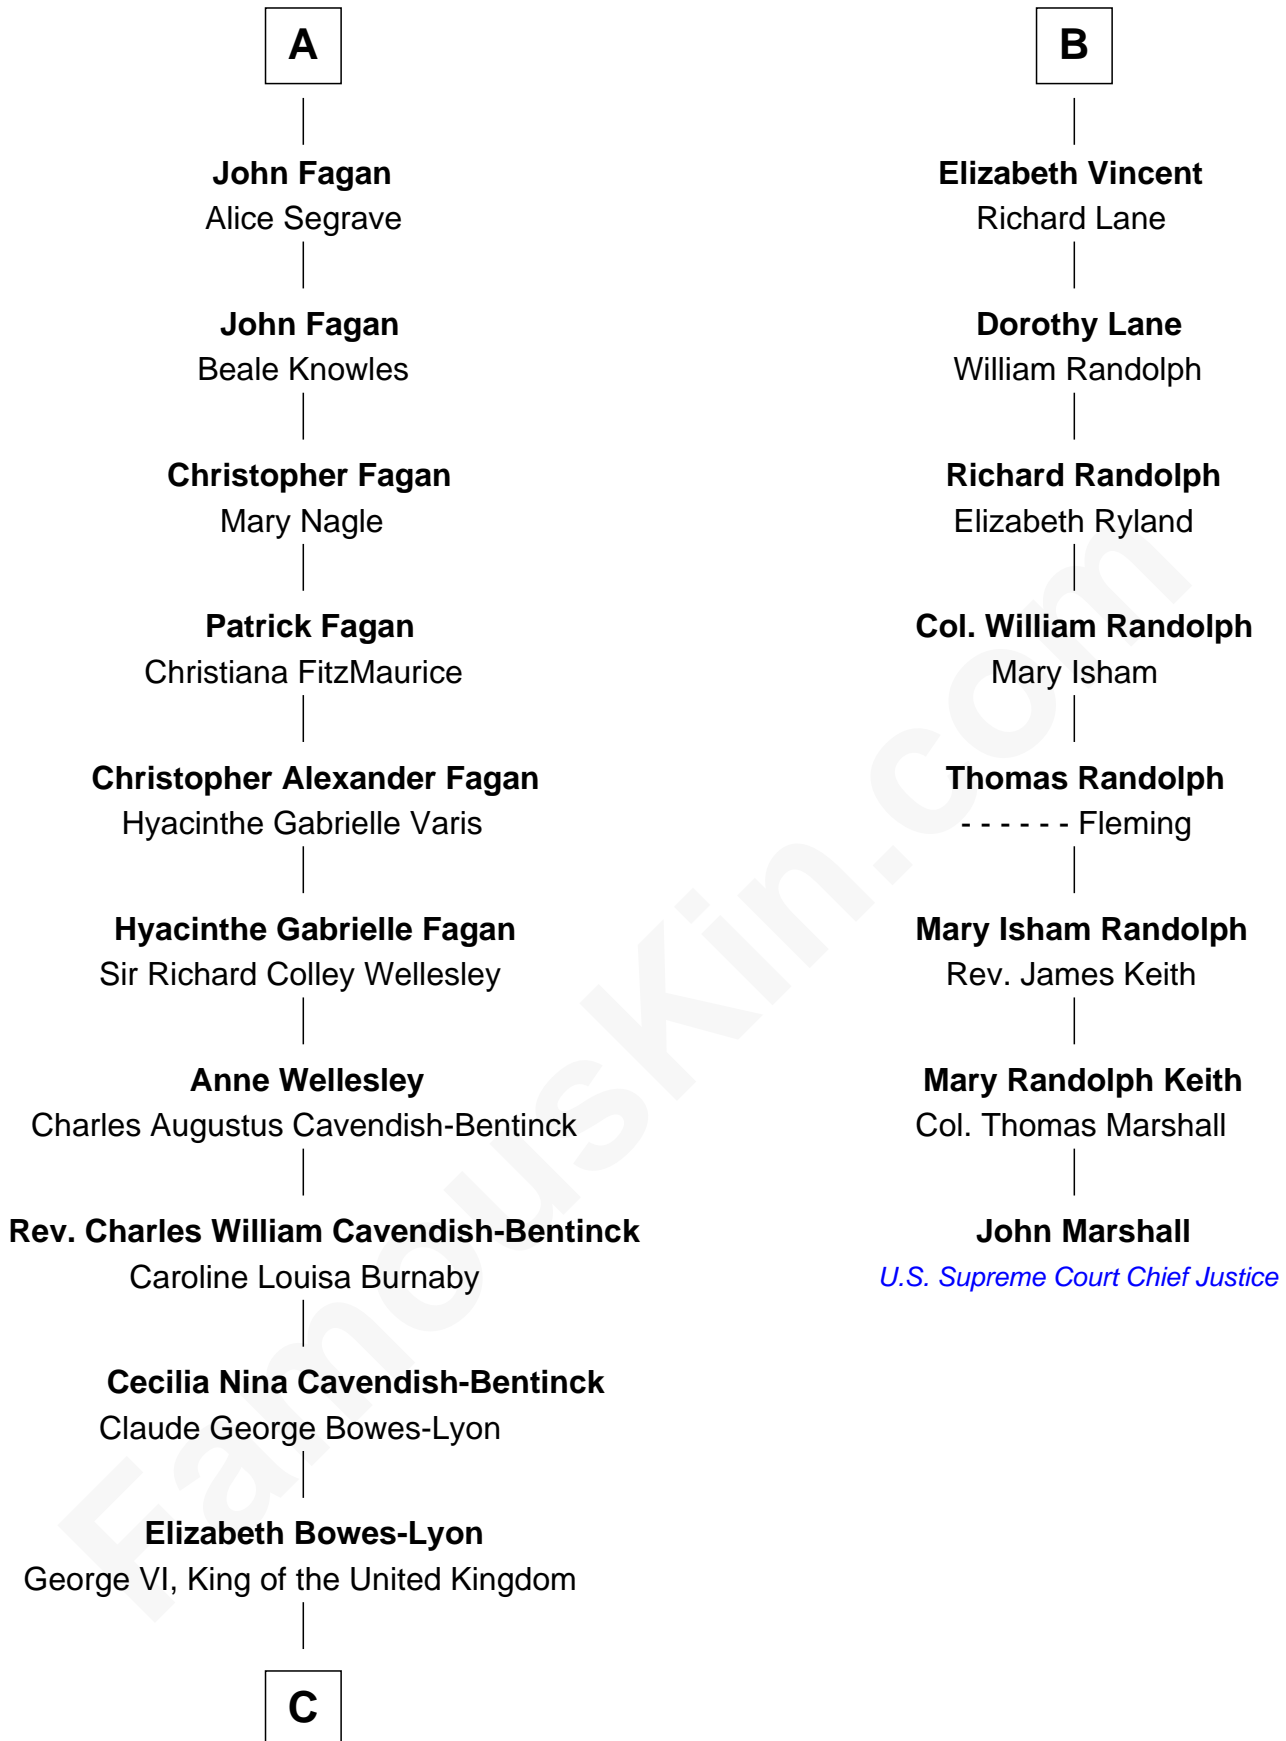 A
John Fagan
Alice Segrave
John Fagan
Beale Knowles
Christopher Fagan
Mary Nagle
Patrick Fagan
Christiana FitzMaurice
Christopher Alexander Fagan
Hyacinthe Gabrielle Varis
Hyacinthe Gabrielle Fagan
Sir Richard Colley Wellesley
Anne Wellesley
Charles Augustus Cavendish-Bentinck
Rev. Charles William Cavendish-Bentinck
Caroline Louisa Burnaby
Cecilia Nina Cavendish-Bentinck
Claude George Bowes-Lyon
Elizabeth Bowes-Lyon
George VI, King of the United Kingdom
C
B
Elizabeth Vincent
Richard Lane
Dorothy Lane
William Randolph
Richard Randolph
Elizabeth Ryland
Col. William Randolph
Mary Isham
Thomas Randolph
- - - - - - Fleming
Mary Isham Randolph
Rev. James Keith
Mary Randolph Keith
Col. Thomas Marshall
John Marshall
U.S. Supreme Court Chief Justice
FamousKin.com